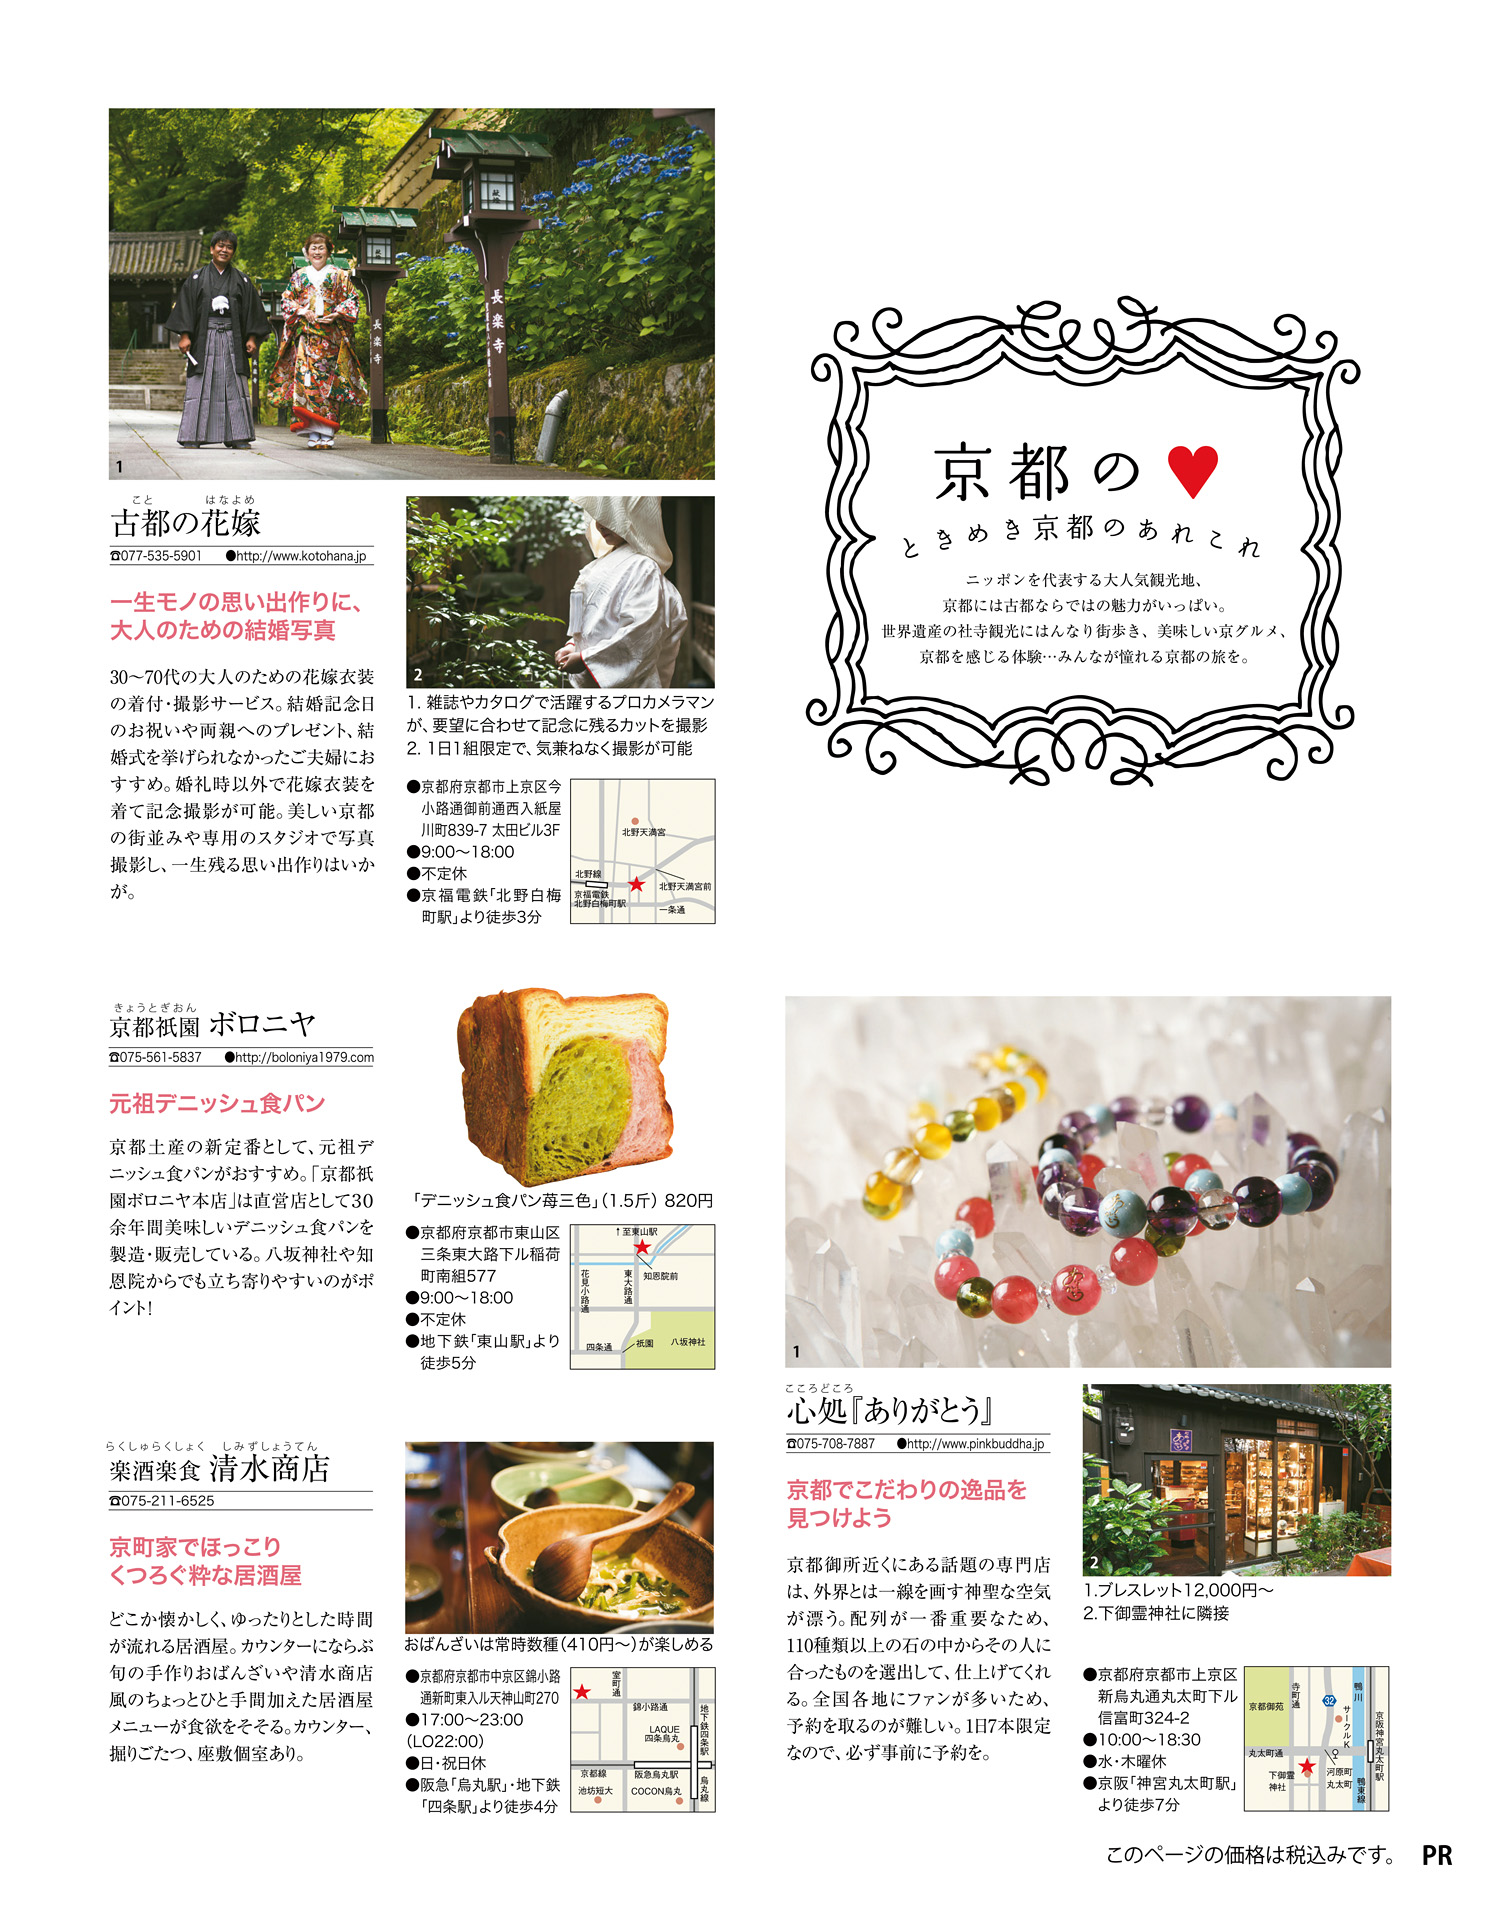 京都の♥
ときめき京都のあれこれ
ニッポンを代表する大人気観光地、
京都には古都ならではの魅力がいっぱい。
世界遺産の社寺観光にはんなり街歩き、美味しい京グルメ、
京都を感じる体験…みんなが憧れる京都の旅を。
長楽寺
長楽寺
1
こと はなよめ
古都の花嫁
☎077-535-5901 ●http://www.kotohana.jp
一生モノの思い出作りに、
大人のための結婚写真
30〜70代の大人のための花嫁衣装
の着付・撮影サービス。結婚記念日
のお祝いや両親へのプレゼント、結
婚式を挙げられなかったご夫婦にお
すすめ。婚礼時以外で花嫁衣装を
着て記念撮影が可能。美しい京都
の街並みや専用のスタジオで写真
撮影し、一生残る思い出作りはいか
が。
2
1. 雑誌やカタログで活躍するプロカメラマン
が、要望に合わせて記念に残るカットを撮影
2. 1日1組限定で、気兼ねなく撮影が可能
●京都府京都市上京区今
小路通御前通西入紙屋
川町839-7 太田ビル3F
●9:00〜18:00
●不定休
●京福電鉄「北野白梅
町駅」より徒歩3分
北野天満宮
北野線
京福電鉄
北野白梅町駅
北野天満宮前
一条通
きょうとぎおん
京都祇園 ボロニヤ
☎075-561-5837 ●http://boloniya1979.com
元祖デニッシュ食パン
京都土産の新定番として、元祖デ
ニッシュ食パンがおすすめ。「京都祇
園ボロニヤ本店」は直営店として30
余年間美味しいデニッシュ食パンを
製造・販売している。八坂神社や知
恩院からでも立ち寄りやすいのがポ
イント!
「デニッシュ食パン苺三色」（1.5斤） 820円
●京都府京都市東山区
三条東大路下ル稲荷
町南組577
●9:00〜18:00
●不定休
●地下鉄「東山駅」より
徒歩5分
↑至東山駅
花見小路通
東大路通
知恩院前
四条通
祇園
八坂神社
らくしゅらくしょく しみずしょうてん
楽酒楽食 清水商店
☎075-211-6525
京町家でほっこり
くつろぐ粋な居酒屋
どこか懐かしく、ゆったりとした時間
が流れる居酒屋。カウンターにならぶ
旬の手作りおばんざいや清水商店
風のちょっとひと手間加えた居酒屋
メニューが食欲をそそる。カウンター、
掘りごたつ、座敷個室あり。
おばんざいは常時数種（410円〜）が楽しめる
●京都府京都市中京区錦小路
通新町東入ル天神山町270
●17:00〜23:00
（LO22:00）
●日・祝日休
●阪急「烏丸駅」・地下鉄
「四条駅」より徒歩4分
室町通
錦小路通
LAQUE
四条烏丸
地下鉄四条駅
京都線
阪急烏丸駅
池坊短大
COCON烏丸
烏丸線
1
こころどころ
心処『ありがとう』
☎075-708-7887 ●http://www.pinkbuddha.jp
京都でこだわりの逸品を
見つけよう
京都御所近くにある話題の専門店
は、外界とは一線を画す神聖な空気
が漂う。配列が一番重要なため、
110種類以上の石の中からその人に
合ったものを選出して、仕上げてくれ
る。全国各地にファンが多いため、
予約を取るのが難しい。1日7本限定
なので、必ず事前に予約を。
2
1.ブレスレット12,000円〜
2.下御霊神社に隣接
●京都府京都市上京区
新烏丸通丸太町下ル
信富町324-2
●10:00〜18:30
●水・木曜休
●京阪「神宮丸太町駅」
より徒歩7分
京都御苑
寺町通
32
サークルK
鴨川
京阪神宮丸太町駅
丸太町通
下御霊
神社
河原町
丸太町
鴨東線
このページの価格は税込みです。 PR